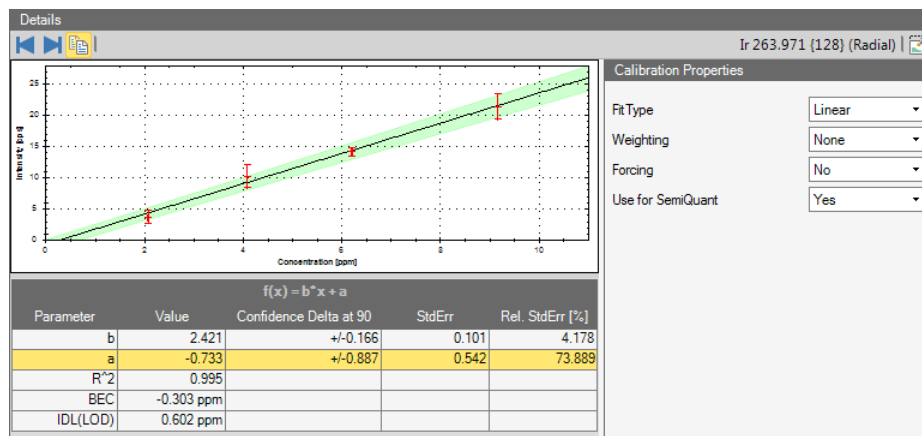 Details
Ir 263.971 {128} (Radial)
Calibration Properties
Fit Type Linear
Weighting None
Forcing No
Use for SemiQuant Yes
Intensity [cps]
25
20
15
10
5
0
0 2 4 6 8 10
Concentration [ppm]
f(x) = b*x + a
Parameter Value Confidence Delta at 90 StdErr Rel. StdErr [%]
b 2.421 +/-0.166 0.101 4.178
a -0.733 +/-0.887 0.542 73.889
R^2 0.995
BEC -0.303 ppm
IDL(LOD) 0.602 ppm